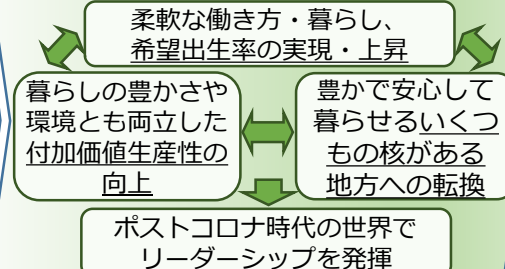 柔軟な働き方・暮らし、
希望出生率の実現・上昇
暮らしの豊かさや
環境とも両立した
付加価値生産性の
向上
豊かで安心して
暮らせるいくつ
もの核がある
地方への転換
ポストコロナ時代の世界で
リーダーシップを発揮